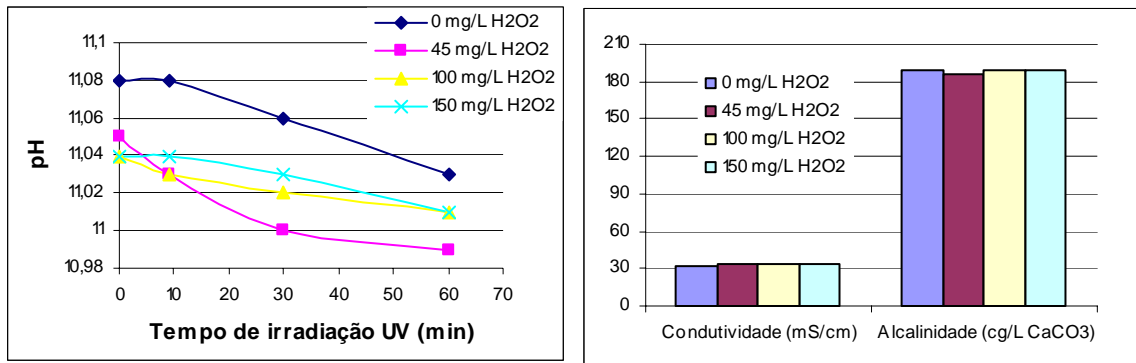 0 mg/L H2O2
45 mg/L H2O2
100 mg/L H2O2
150 mg/L H2O2
pH
11,1
11,08
11,06
11,04
11,02
11
10,98
0 10 20 30 40 50 60 70
Tempo de irradiação UV (min)
210
180
150
120
90
60
30
0
0 mg/L H2O2
45 mg/L H2O2
100 mg/L H2O2
150 mg/L H2O2
Condutividade (mS/cm) Alcalinidade (cg/L CaCO3)